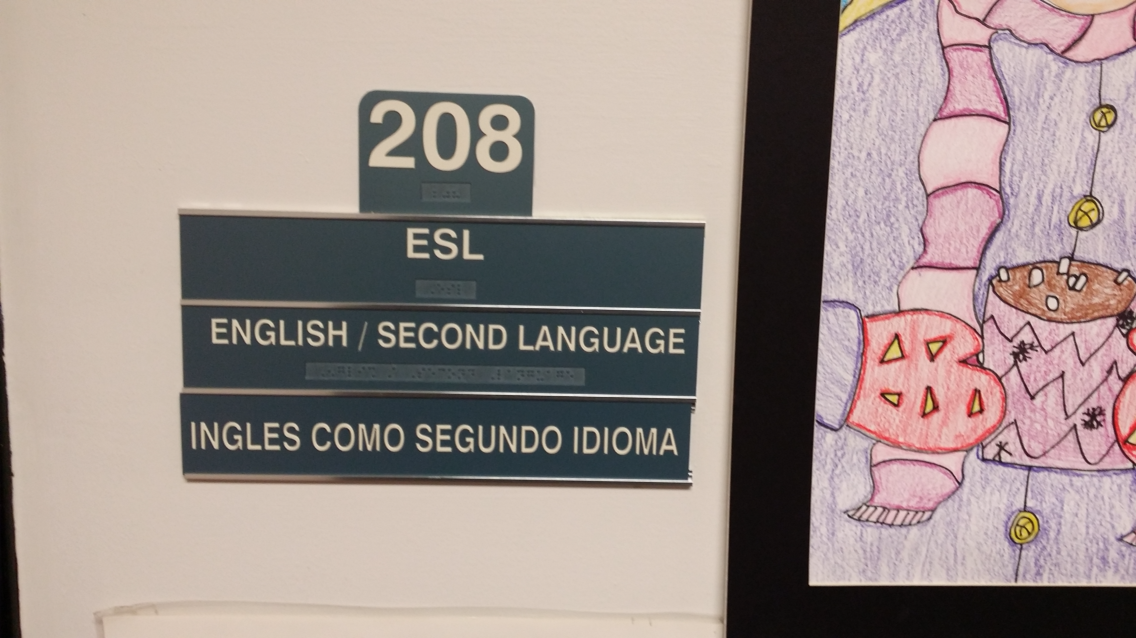 208
ESL
ENGLISH / SECOND LANGUAGE
INGLES COMO SEGUNDO IDIOMA